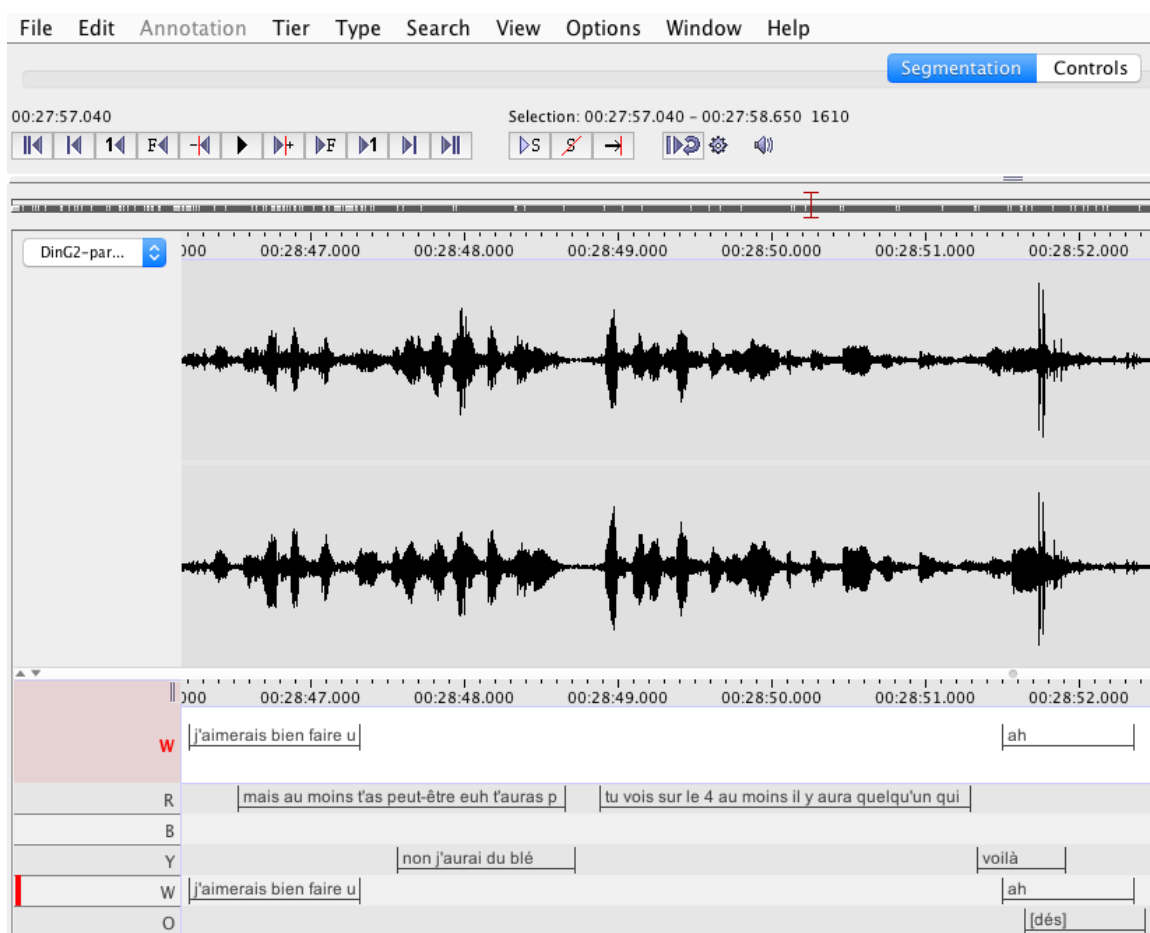 File Edit Annotation Tier Type Search View Options Window Help
Segmentation Controls
00:27:57.040 Selection: 00:27:57.040 - 00:27:58.650 1610
1 F + F 1 S S
DinG2-par... 000 00:28:47.000 00:28:48.000 00:28:49.000 00:28:50.000 00:28:51.000 00:28:52.000
000 00:28:47.000 00:28:48.000 00:28:49.000 00:28:50.000 00:28:51.000 00:28:52.000
W j'aimerais bien faire u ah
R mais au moins t'as peut-être euh t'auras p tu vois sur le 4 au moins il y aura quelqu'un qui
B
Y non j'aurai du blé voilà
W j'aimerais bien faire u ah
O [dés]